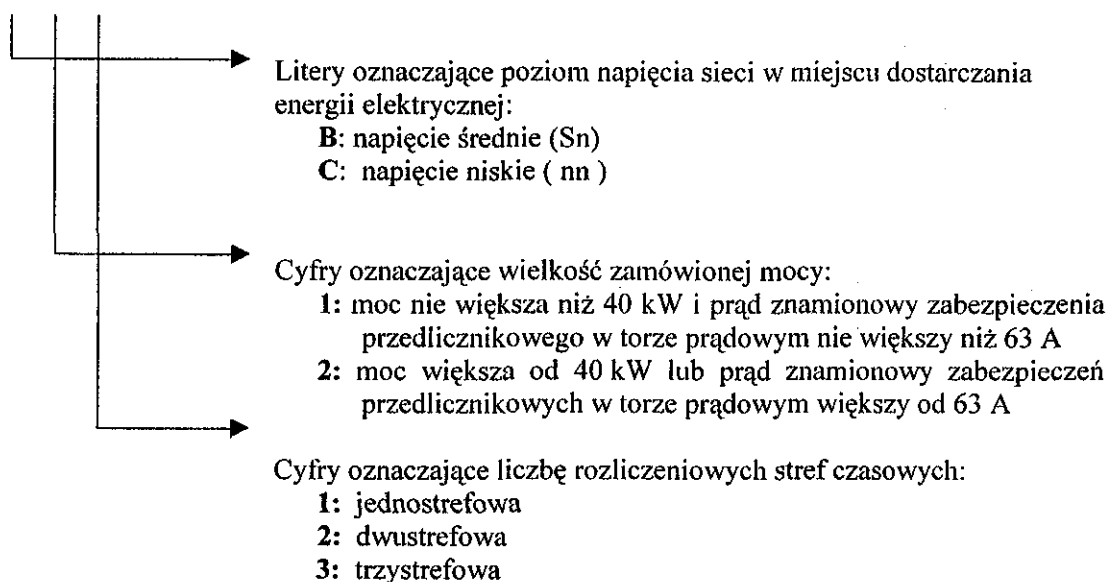 Litery oznaczające poziom napięcia sieci w miejscu dostarczania
energii elektrycznej:
B: napięcie średnie (Sn)
C: napięcie niskie ( nn )
Cyfry oznaczające wielkość zamówionej mocy:
1: moc nie większa niż 40 kW i prąd znamionowy zabezpieczenia
przedlicznikowego w torze prądowym nie większy niż 63 A
2: moc większa od 40 kW lub prąd znamionowy zabezpieczeń
przedlicznikowych w torze prądowym większy od 63 A
Cyfry oznaczające liczbę rozliczeniowych stref czasowych:
1: jednostrefowa
2: dwustrefowa
3: trzystrefowa